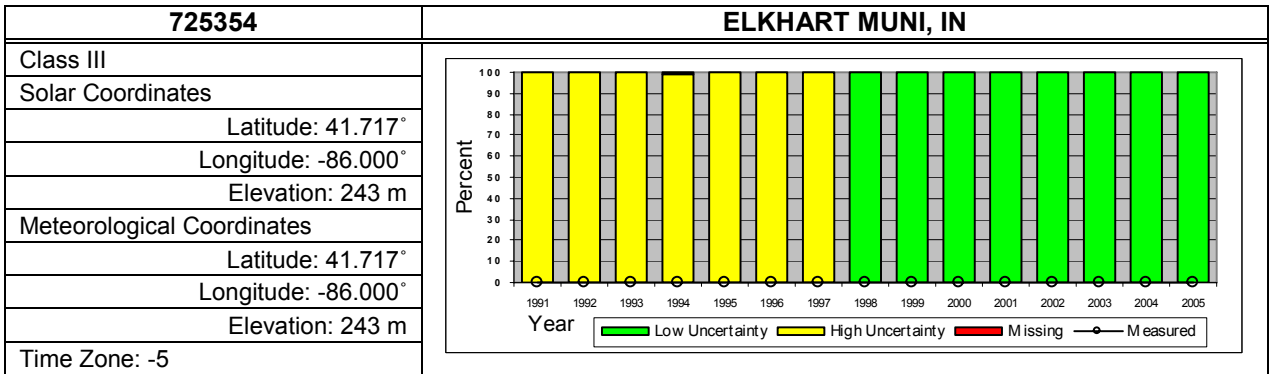 725354
ELKHART MUNI, IN
Class III
Solar Coordinates
Latitude: 41.717°
Longitude: -86.000°
Elevation: 243 m
Meteorological Coordinates
Latitude: 41.717°
Longitude: -86.000°
Elevation: 243 m
Time Zone: -5
Percent
100
90
80
70
60
50
40
30
20
10
0
1991 1992 1993 1994 1995 1996 1997 1998 1999 2000 2001 2002 2003 2004 2005
Year
Low Uncertainty High Uncertainty Missing Measured